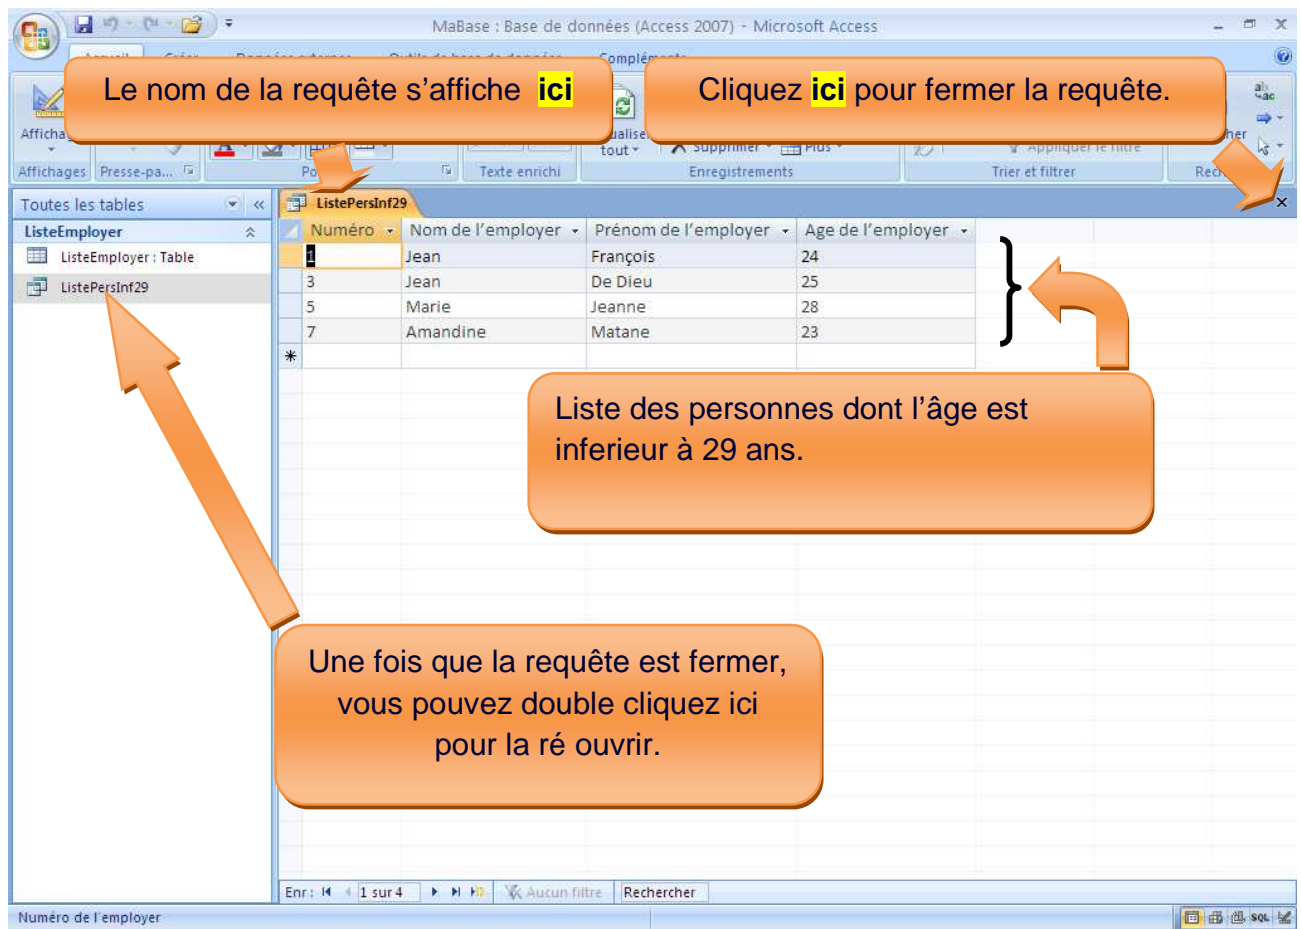 MaBase : Base de données (Access 2007) - Microsoft Access
Le nom de la requête s'affiche ici
Cliquez ici pour fermer la requête.
Supprimer
Plus
tout
Appliquer le filtre
Affichages
Presse-pa...
Texte enrichi
Enregistrements
Trier et filtrer
Toutes les tables
ListeEmployer
ListeEmployer : Table
ListePersInf29
ListePersInf29
Numéro Nom de l'employer Prénom de l'employer Age de l'employer
1 Jean François 24
3 Jean De Dieu 25
5 Marie Jeanne 28
7 Amandine Matane 23
Liste des personnes dont l'âge est
inferieur à 29 ans.
Une fois que la requête est fermer,
vous pouvez double cliquez ici
pour la ré ouvrir.
Enr : 1 sur 4 Aucun filtre Rechercher
Numéro de l'employer
SQL